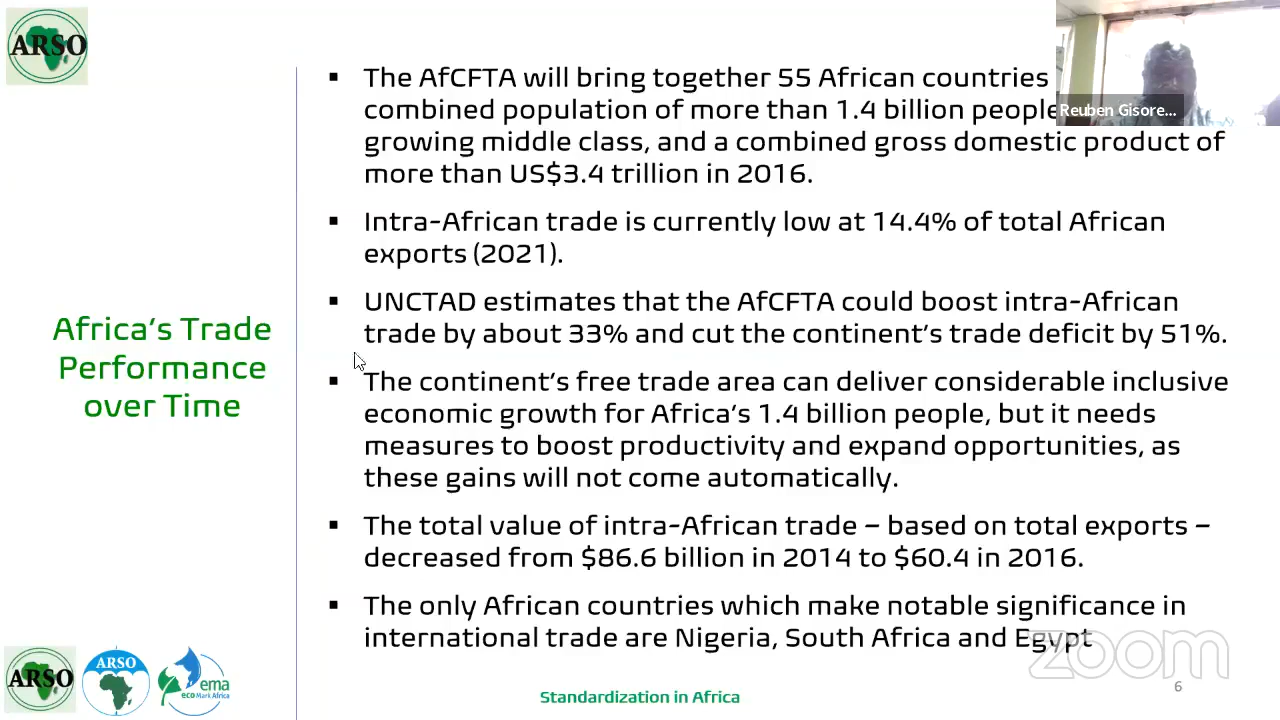 ARSO
Reuben Gisore...
▪ The AfCFTA will bring together 55 African countries
combined population of more than 1.4 billion people
growing middle class, and a combined gross domestic product of
more than US$3.4 trillion in 2016.
▪ Intra-African trade is currently low at 14.4% of total African
exports (2021).
▪ UNCTAD estimates that the AfCFTA could boost intra-African
trade by about 33% and cut the continent's trade deficit by 51%.
Africa's Trade
Performance
over Time
▪ The continent's free trade area can deliver considerable inclusive
economic growth for Africa's 1.4 billion people, but it needs
measures to boost productivity and expand opportunities, as
these gains will not come automatically.
▪ The total value of intra-African trade – based on total exports –
decreased from $86.6 billion in 2014 to $60.4 in 2016.
▪ The only African countries which make notable significance in
international trade are Nigeria, South Africa and Egypt
zoom
ARSO
ARSO
ema
eco Mark Africa
Standardization in Africa
6